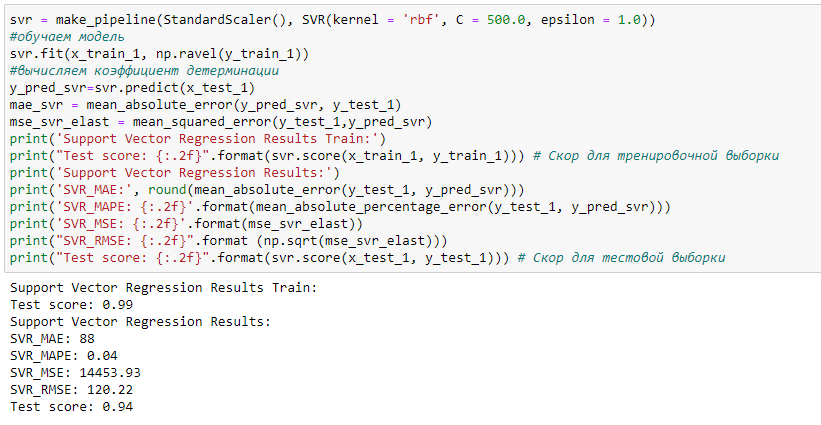 svr = make_pipeline(StandardScaler(), SVR(kernel = 'rbf', C = 500.0, epsilon = 1.0))
#обучаем модель
svr.fit(x_train_1, np.ravel(y_train_1))
#вычисляем коэффициент детерминации
y_pred_svr=svr.predict(x_test_1)
mae_svr = mean_absolute_error(y_pred_svr, y_test_1)
mse_svr_elast = mean_squared_error(y_test_1,y_pred_svr)
print('Support Vector Regression Results Train:')
print("Test score: {:.2f}".format(svr.score(x_train_1, y_train_1))) # Скор для тренировочной выборки
print('Support Vector Regression Results:')
print('SVR_MAE:', round(mean_absolute_error(y_test_1, y_pred_svr)))
print('SVR_MAPE: {:.2f}'.format(mean_absolute_percentage_error(y_test_1, y_pred_svr)))
print('SVR_MSE: {:.2f}'.format(mse_svr_elast))
print("SVR_RMSE: {:.2f}".format (np.sqrt(mse_svr_elast)))
print("Test score: {:.2f}".format(svr.score(x_test_1, y_test_1))) # Скор для тестовой выборки
Support Vector Regression Results Train:
Test score: 0.99
Support Vector Regression Results:
SVR_MAE: 88
SVR_MAPE: 0.04
SVR_MSE: 14453.93
SVR_RMSE: 120.22
Test score: 0.94